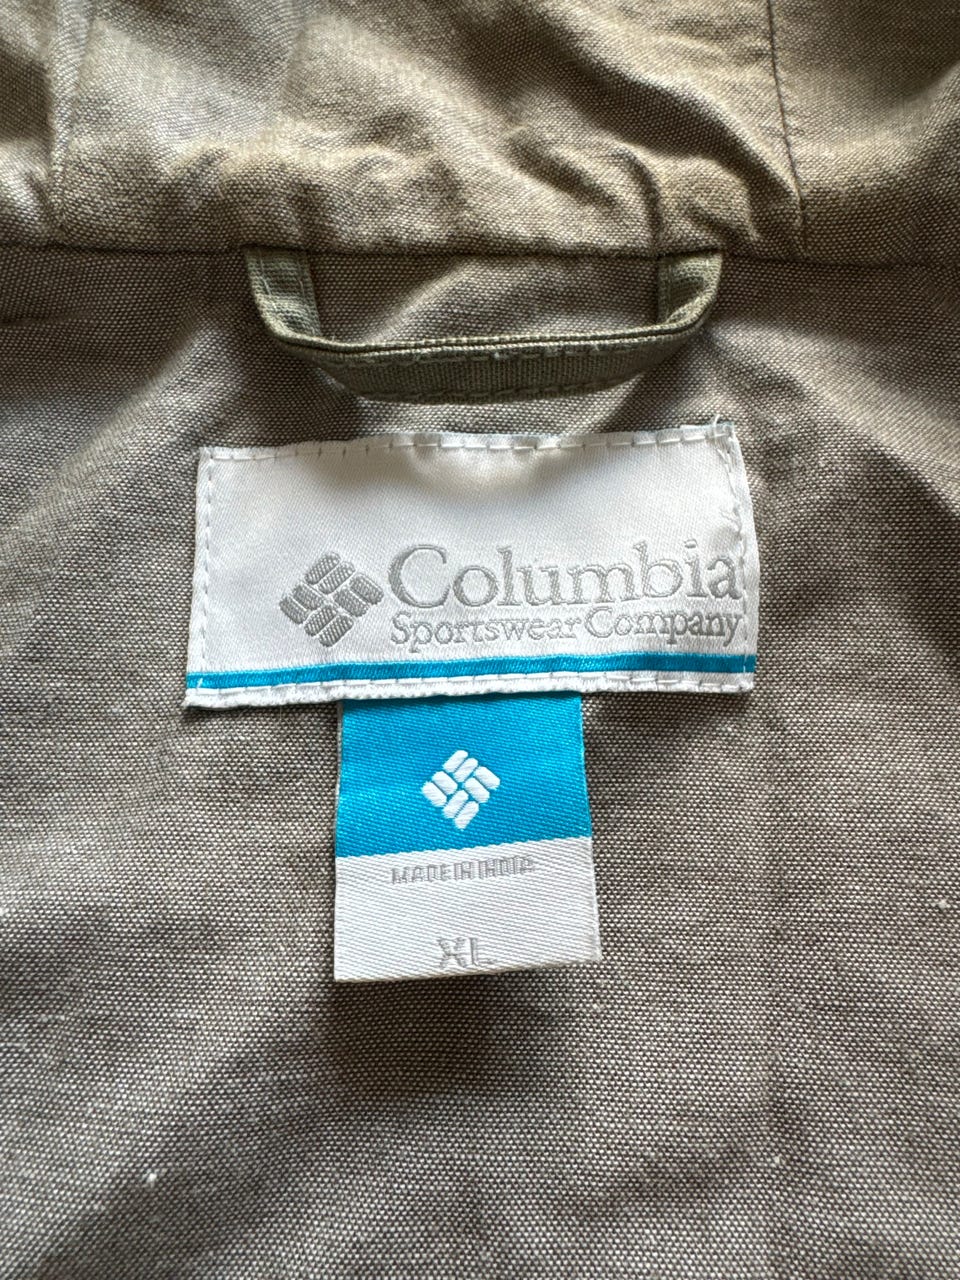 Columbia
Sportswear Company
MADE IN INDIA
XL